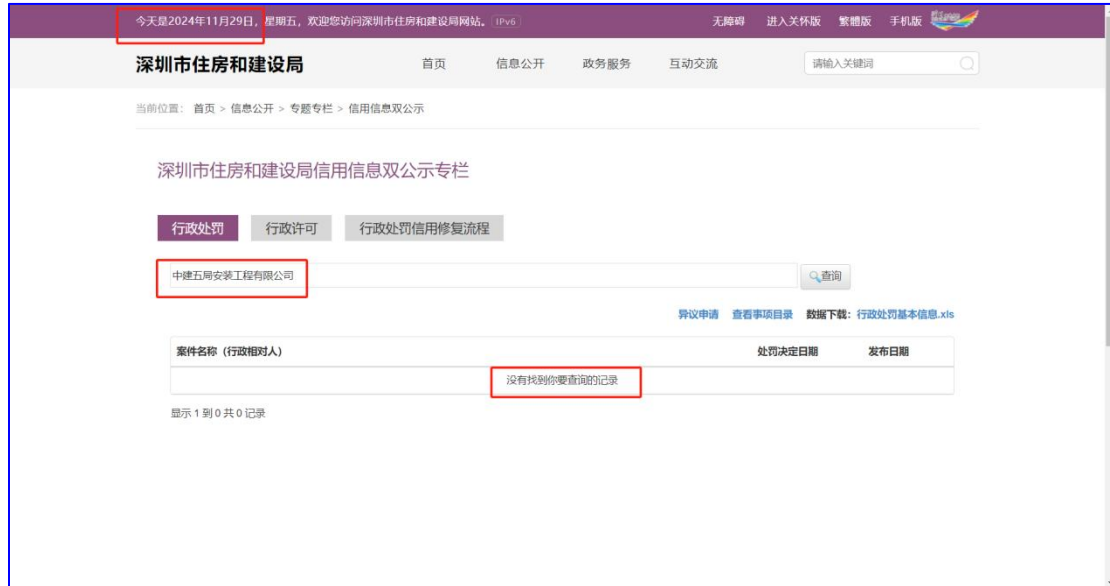 今天是2024年11月29日，星期五，欢迎您访问深圳市住房和建设局网站。 IPv6 无障碍 进入关怀版 繁體版 手机版
深圳市住房和建设局 首页 信息公开 政务服务 互动交流 请输入关键词
当前位置： 首页 > 信息公开 > 专题专栏 > 信用信息双公示
深圳市住房和建设局信用信息双公示专栏
行政处罚 行政许可 行政处罚信用修复流程
中建五局安装工程有限公司 查询
异议申请 查看事项目录 数据下载：行政处罚基本信息.xls
案件名称（行政相对人） 处罚决定日期 发布日期
没有找到你要查询的记录
显示 1 到 0 共 0 记录